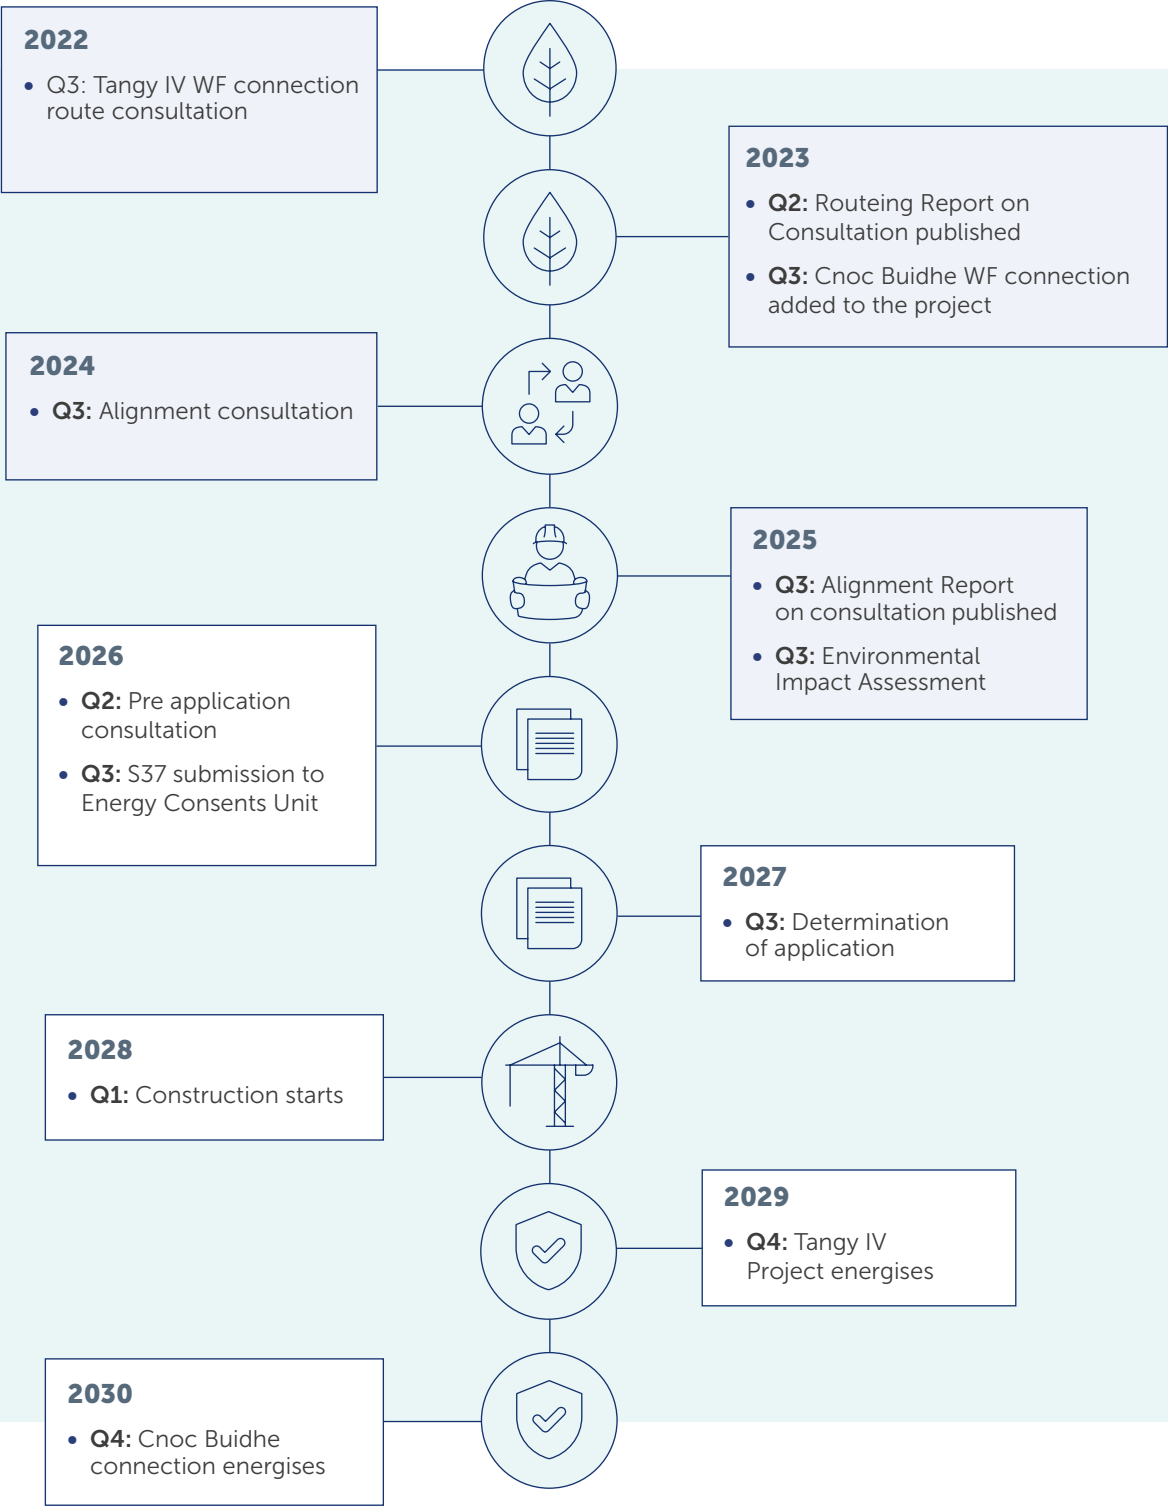 2022
• Q3: Tangy IV WF connection
route consultation
2023
• Q2: Routeing Report on
Consultation published
• Q3: Cnoc Buidhe WF connection
added to the project
2024
• Q3: Alignment consultation
2025
• Q3: Alignment Report
on consultation published
• Q3: Environmental
Impact Assessment
2026
• Q2: Pre application
consultation
• Q3: S37 submission to
Energy Consents Unit
2027
• Q3: Determination
of application
2028
• Q1: Construction starts
2029
• Q4: Tangy IV
Project energises
2030
• Q4: Cnoc Buidhe
connection energises